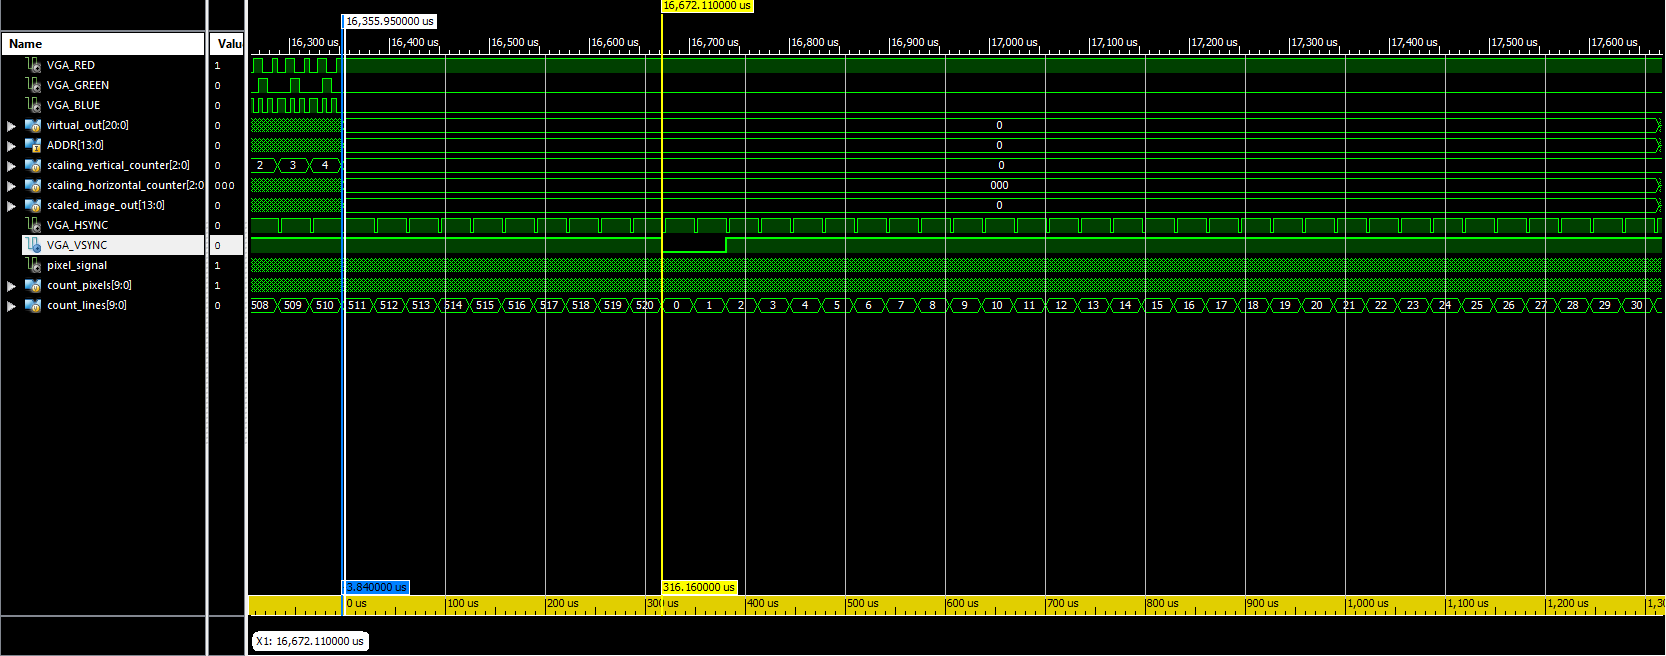 16,672.110000 us
16,355.950000 us
Name Valu
16,300 us 16,400 us 16,500 us 16,600 us 16,700 us 16,800 us 16,900 us 17,000 us 17,100 us 17,200 us 17,300 us 17,400 us 17,500 us 17,600 us
VGA_RED 1
VGA_GREEN 0
VGA_BLUE 0
virtual_out[20:0] 0 0
ADDR[13:0] 0 0
scaling_vertical_counter[2:0] 0 2 3 4 0
scaling_horizontal_counter[2:0 000 000
scaled_image_out[13:0] 0 0
VGA_HSYNC 0
VGA_VSYNC 0
pixel_signal 1
count_pixels[9:0] 1
count_lines[9:0] 0 508 509 510 511 512 513 514 515 516 517 518 519 520 0 1 2 3 4 5 6 7 8 9 10 11 12 13 14 15 16 17 18 19 20 21 22 23 24 25 26 27 28 29 30
3.840000 us 316.160000 us
0 us 100 us 200 us 300 us 400 us 500 us 600 us 700 us 800 us 900 us 1,000 us 1,100 us 1,200 us 1,3
X1: 16,672.110000 us